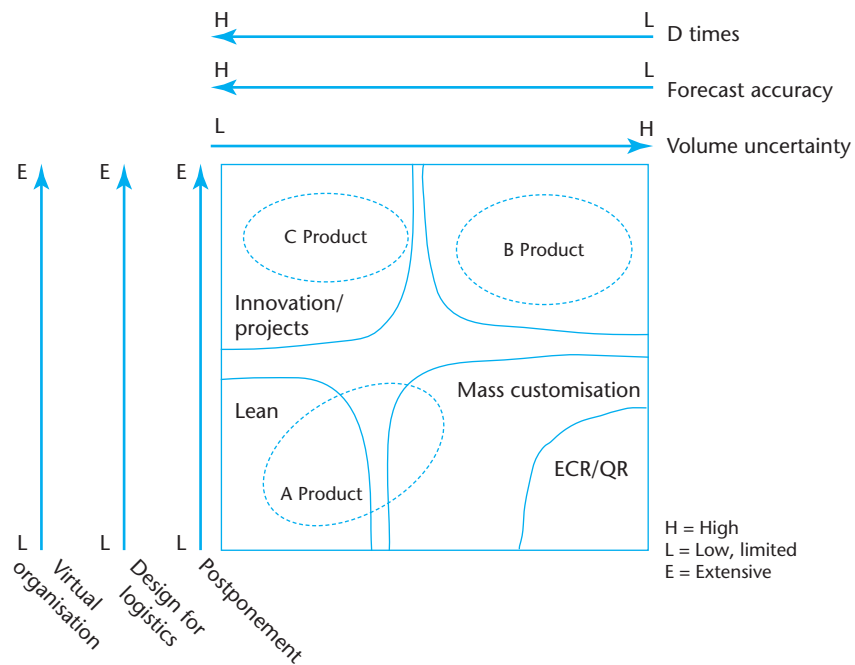 H
L
D times
H
L
Forecast accuracy
L
H
Volume uncertainty
E
E
E
C Product
B Product
Innovation/
projects
Mass customisation
Lean
ECR/QR
A Product
H = High
L = Low, limited
E = Extensive
L
L
L
Virtual
organisation
Design for
logistics
Postponement